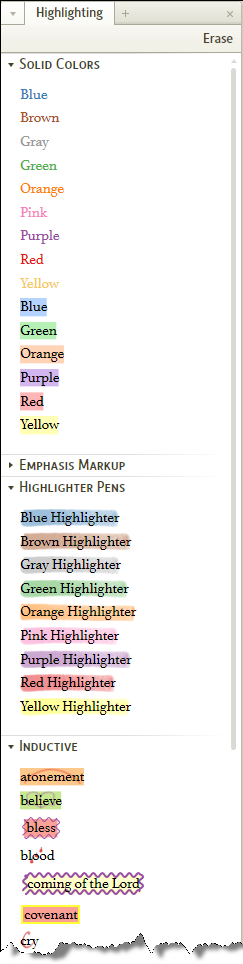 Highlighting
Erase
Solid Colors
Blue
Brown
Gray
Green
Orange
Pink
Purple
Red
Yellow
Blue
Green
Orange
Purple
Red
Yellow
Emphasis Markup
Highlighter Pens
Blue Highlighter
Brown Highlighter
Gray Highlighter
Green Highlighter
Orange Highlighter
Pink Highlighter
Purple Highlighter
Red Highlighter
Yellow Highlighter
Inductive
atonement
believe
bless
blood
coming of the Lord
covenant
cry